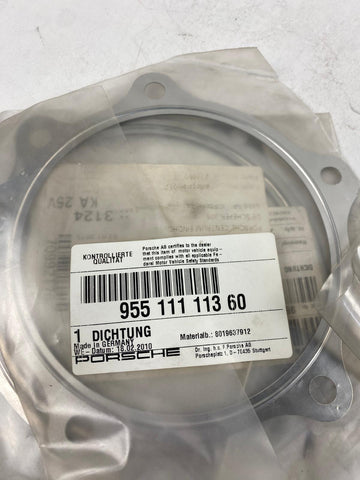 3124
KA 25V
KONTROLLIERTE
QUALITÄT
Porsche AG certifies to the dealer
that this item of motor vehicle equip –
ment complies with all applicable Fe –
deral Motor Vehicle Safety Standards
955 111 113 60
1 DICHTUNG
Made in GERMANY
WE-Datum: 16.02.2010
Materialb.: 8019637912
PORSCHE
Dr. Ing. h.c. F. Porsche AG
Porscheplatz 1, D - 70435 Stuttgart